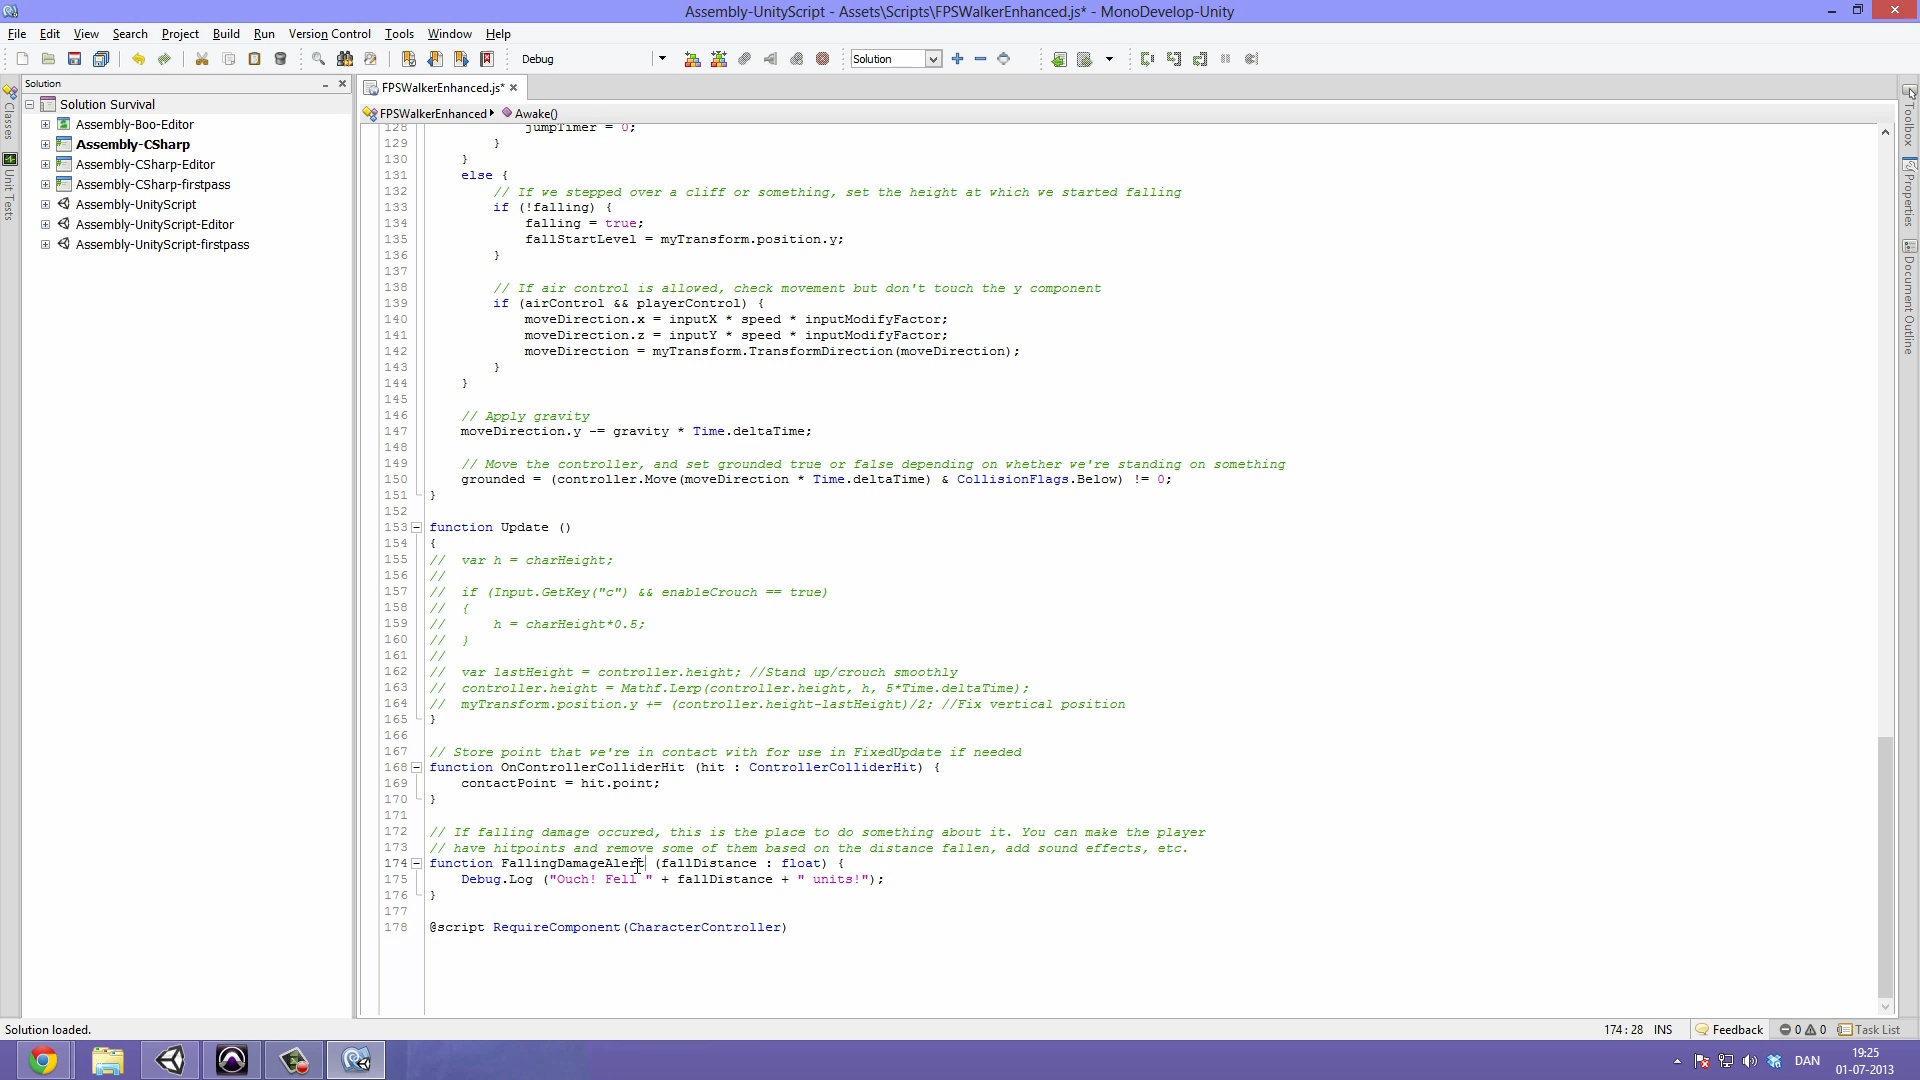 Assembly-UnityScript - Assets\Scripts\FPSWalkerEnhanced.js* - MonoDevelop-Unity
File Edit View Search Project Build Run Version Control Tools Window Help
Debug Solution
Solution
FPSWalkerEnhanced.js*
FPSWalkerEnhanced Awake()
Classes
Unit Tests
Solution Survival
Assembly-Boo-Editor
Assembly-CSharp
Assembly-CSharp-Editor
Assembly-CSharp-firstpass
Assembly-UnityScript
Assembly-UnityScript-Editor
Assembly-UnityScript-firstpass
128 jumpTimer = 0;
129 }
130 }
131 else {
132 // If we stepped over a cliff or something, set the height at which we started falling
133 if (!falling) {
134 falling = true;
135 fallStartLevel = myTransform.position.y;
136 }
137
138 // If air control is allowed, check movement but don't touch the y component
139 if (airControl && playerControl) {
140 moveDirection.x = inputX * speed * inputModifyFactor;
141 moveDirection.z = inputY * speed * inputModifyFactor;
142 moveDirection = myTransform.TransformDirection(moveDirection);
143 }
144 }
145
146 // Apply gravity
147 moveDirection.y -= gravity * Time.deltaTime;
148
149 // Move the controller, and set grounded true or false depending on whether we're standing on something
150 grounded = (controller.Move(moveDirection * Time.deltaTime) & CollisionFlags.Below) != 0;
151 }
152
153 function Update ()
154 {
155 // var h = charHeight;
156 //
157 // if (Input.GetKey("c") && enableCrouch == true)
158 // {
159 // h = charHeight*0.5;
160 // }
161 //
162 // var lastHeight = controller.height; //Stand up/crouch smoothly
163 // controller.height = Mathf.Lerp(controller.height, h, 5*Time.deltaTime);
164 // myTransform.position.y += (controller.height-lastHeight)/2; //Fix vertical position
165 }
166
167 // Store point that we're in contact with for use in FixedUpdate if needed
168 function OnControllerColliderHit (hit : ControllerColliderHit) {
169 contactPoint = hit.point;
170 }
171
172 // If falling damage occured, this is the place to do something about it. You can make the player
173 // have hitpoints and remove some of them based on the distance fallen, add sound effects, etc.
174 function FallingDamageAlert (fallDistance : float) {
175 Debug.Log ("Ouch! Fell " + fallDistance + " units!");
176 }
177
178 @script RequireComponent(CharacterController)
Toolbox
Properties
Document Outline
Solution loaded. 174 : 28 INS Feedback 0 0 Task List
DAN 19:25
01-07-2013